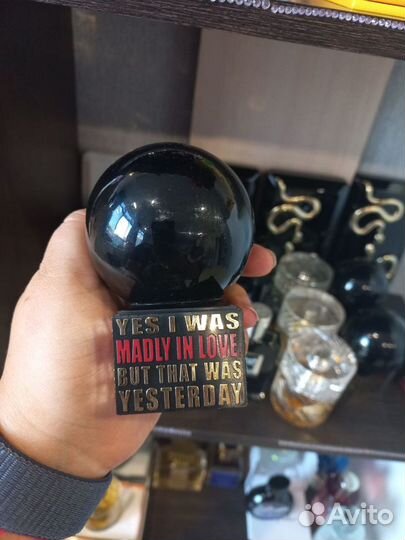 YES I WAS
MADLY IN LOVE
BUT THAT WAS
YESTERDAY
Avito